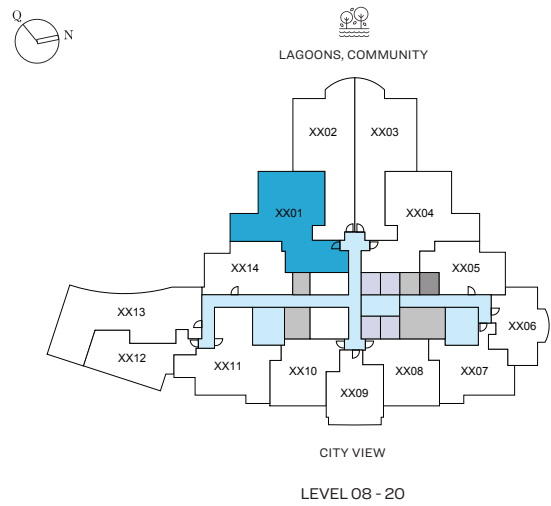 Q
N
LAGOONS, COMMUNITY
XX02
XX03
XX01
XX04
XX14
XX05
XX13
XX06
XX12
XX11
XX10
XX08
XX07
XX09
CITY VIEW
LEVEL 08 - 20